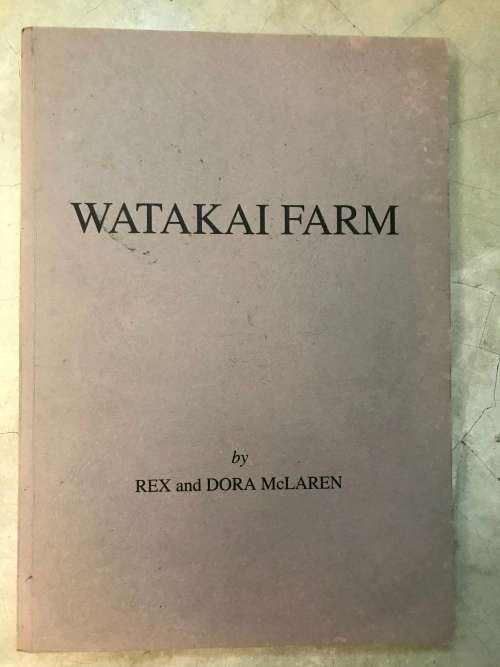 WATAKAI FARM
by
REX and DORA McLAREN